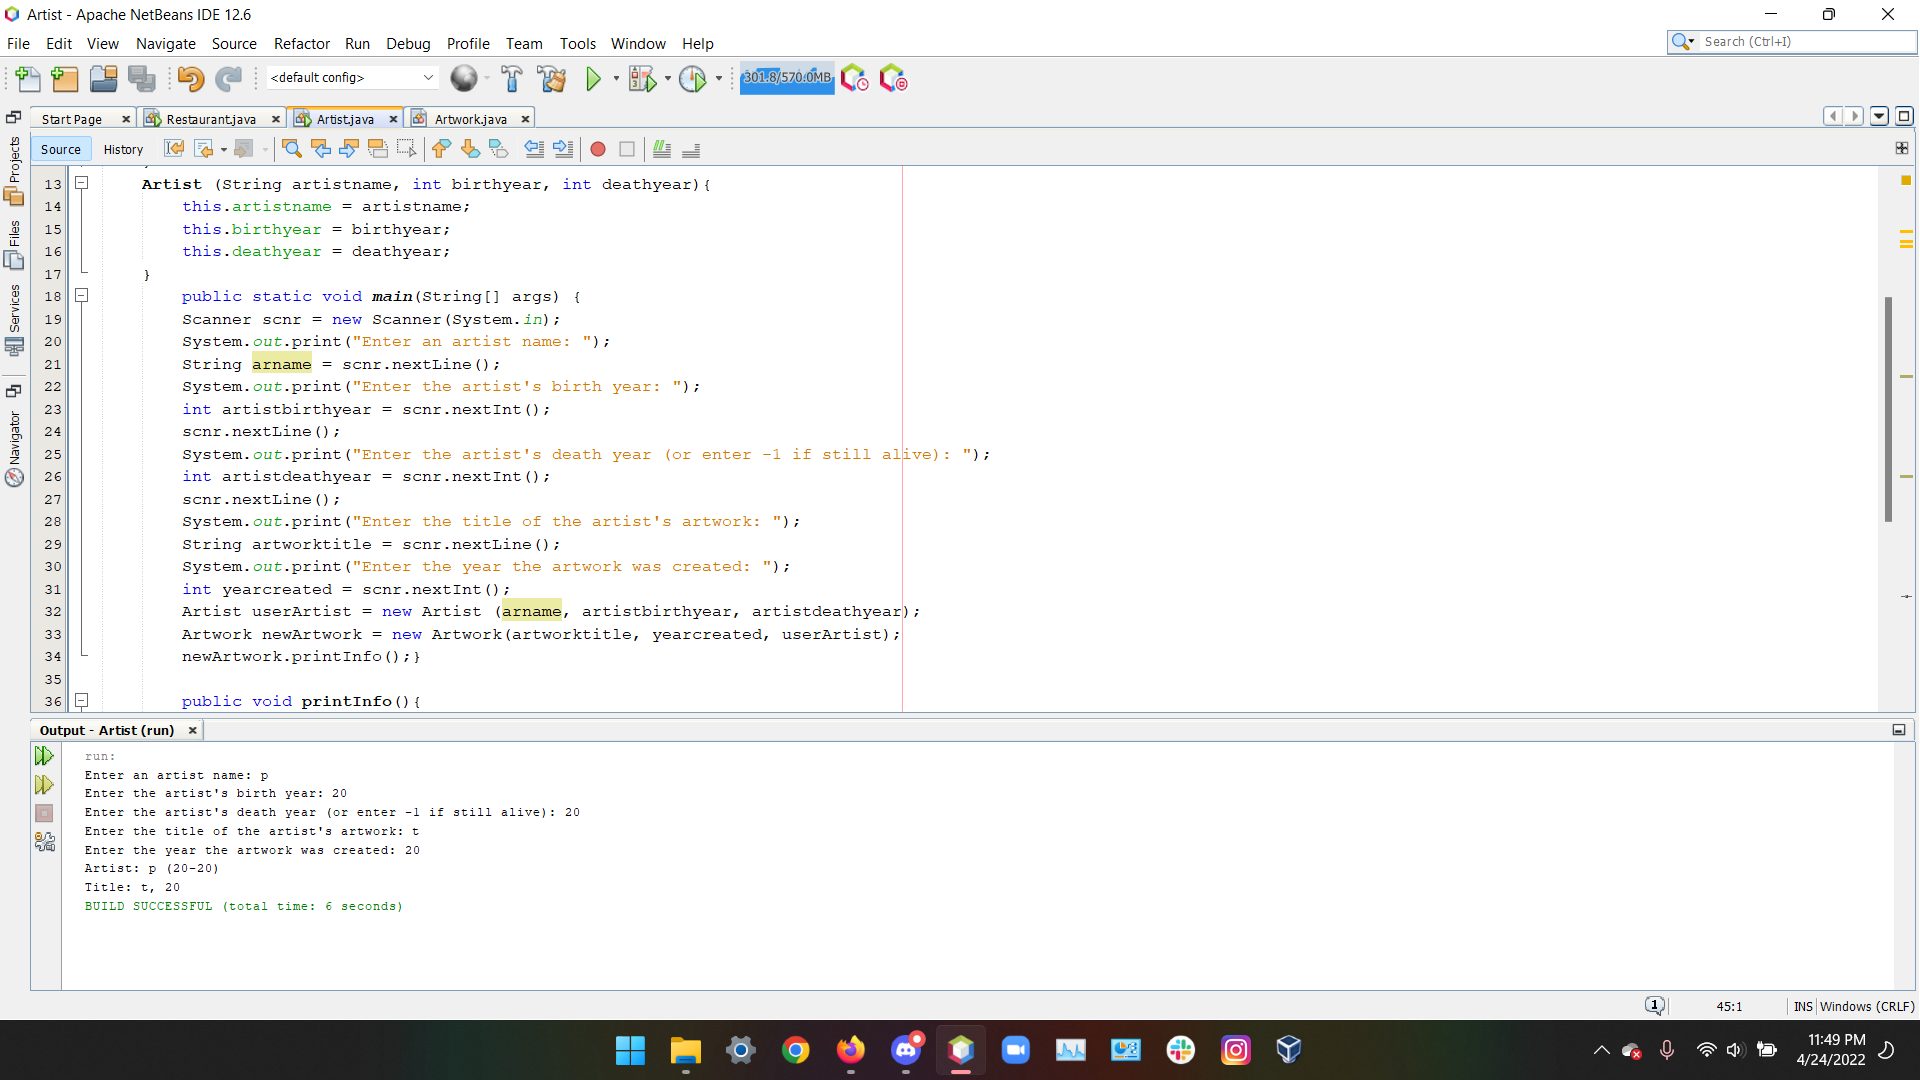 Artist - Apache NetBeans IDE 12.6
File Edit View Navigate Source Refactor Run Debug Profile Team Tools Window Help
Search (Ctrl+I)
<default config>
301.8/570.0MB
Start Page
Restaurant.java
Artist.java
Artwork.java
Source
History
Projects
Files
Services
Navigator
13 Artist (String artistname, int birthyear, int deathyear){
14 this.artistname = artistname;
15 this.birthyear = birthyear;
16 this.deathyear = deathyear;
17 }
18 public static void main(String[] args) {
19 Scanner scnr = new Scanner(System.in);
20 System.out.print("Enter an artist name: ");
21 String arname = scnr.nextLine();
22 System.out.print("Enter the artist's birth year: ");
23 int artistbirthyear = scnr.nextInt();
24 scnr.nextLine();
25 System.out.print("Enter the artist's death year (or enter -1 if still alive): ");
26 int artistdeathyear = scnr.nextInt();
27 scnr.nextLine();
28 System.out.print("Enter the title of the artist's artwork: ");
29 String artworktitle = scnr.nextLine();
30 System.out.print("Enter the year the artwork was created: ");
31 int yearcreated = scnr.nextInt();
32 Artist userArtist = new Artist (arname, artistbirthyear, artistdeathyear);
33 Artwork newArtwork = new Artwork(artworktitle, yearcreated, userArtist);
34 newArtwork.printInfo();}
35
36 public void printInfo(){
Output - Artist (run)
run:
Enter an artist name: p
Enter the artist's birth year: 20
Enter the artist's death year (or enter -1 if still alive): 20
Enter the title of the artist's artwork: t
Enter the year the artwork was created: 20
Artist: p (20-20)
Title: t, 20
BUILD SUCCESSFUL (total time: 6 seconds)
1
45:1
INS
Windows (CRLF)
11:49 PM
4/24/2022